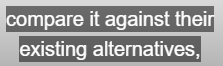 compare it against their
existing alternatives,